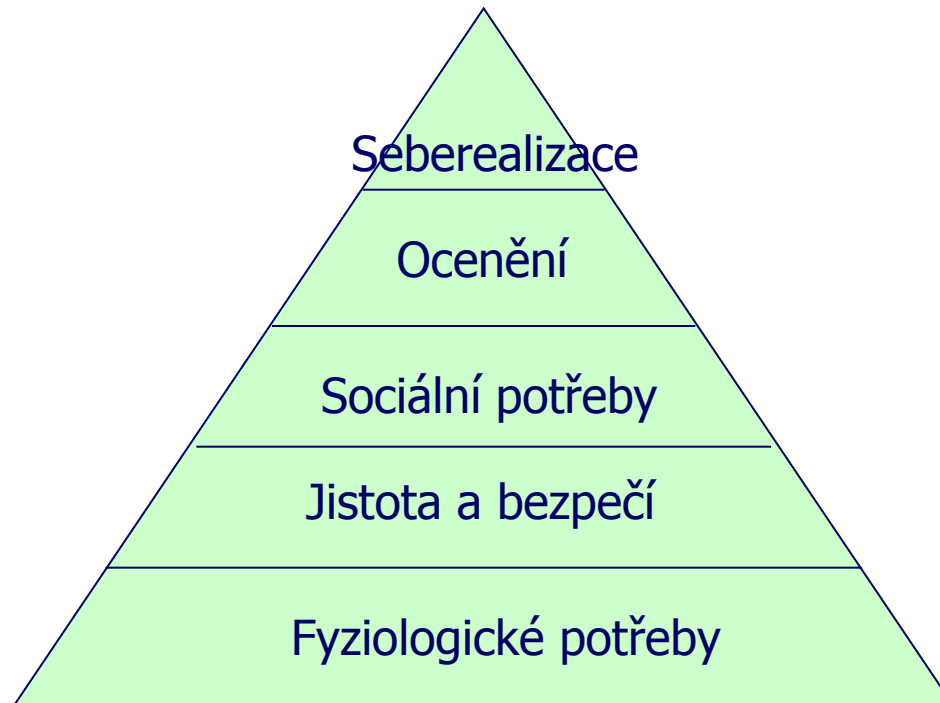 Seberealizace
Ocenění
Sociální potřeby
Jistota a bezpečí
Fyziologické potřeby